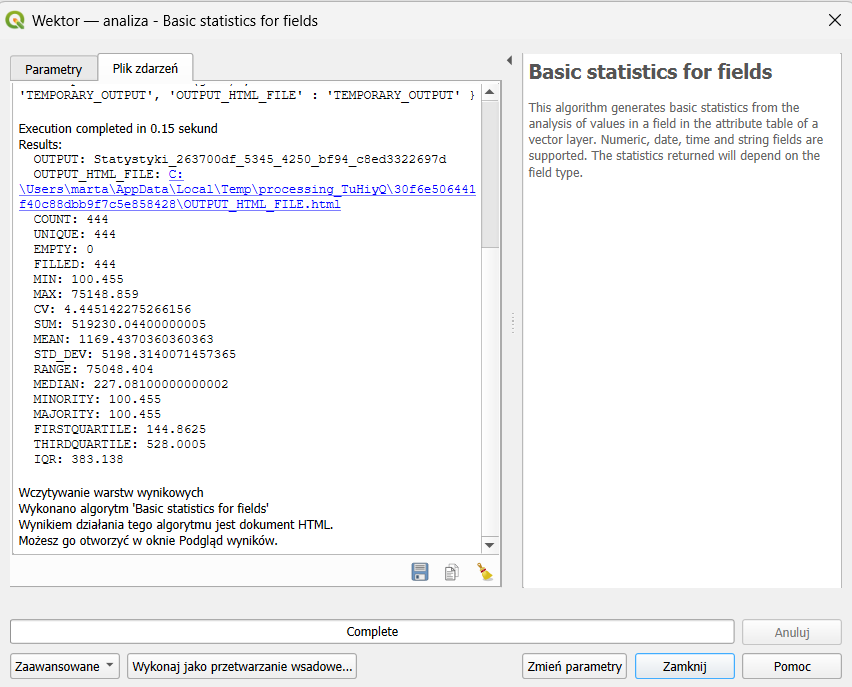 Wektor — analiza - Basic statistics for fields
Parametry
Plik zdarzeń
'TEMPORARY_OUTPUT', 'OUTPUT_HTML_FILE' : 'TEMPORARY_OUTPUT' }
Execution completed in 0.15 sekund
Results:
OUTPUT: Statystyki_263700df_5345_4250_bf94_c8ed3322697d
OUTPUT_HTML_FILE: C:
\Users\marta\AppData\Local\Temp\processing_TuHiyQ\30f6e506441
f40c88dbb9f7c5e858428\OUTPUT_HTML_FILE.html
COUNT: 444
UNIQUE: 444
EMPTY: 0
FILLED: 444
MIN: 100.455
MAX: 75148.859
CV: 4.445142275266156
SUM: 519230.04400000005
MEAN: 1169.4370360360363
STD_DEV: 5198.3140071457365
RANGE: 75048.404
MEDIAN: 227.08100000000002
MINORITY: 100.455
MAJORITY: 100.455
FIRSTQUARTILE: 144.8625
THIRDQUARTILE: 528.0005
IQR: 383.138
Wczytywanie warstw wynikowych
Wykonano algorytm 'Basic statistics for fields'
Wynikiem działania tego algorytmu jest dokument HTML.
Możesz go otworzyć w oknie Podgląd wyników.
Basic statistics for fields
This algorithm generates basic statistics from the
analysis of values in a field in the attribute table of a
vector layer. Numeric, date, time and string fields are
supported. The statistics returned will depend on the
field type.
Complete
Anuluj
Zaawansowane
Wykonaj jako przetwarzanie wsadowe...
Zmień parametry
Zamknij
Pomoc